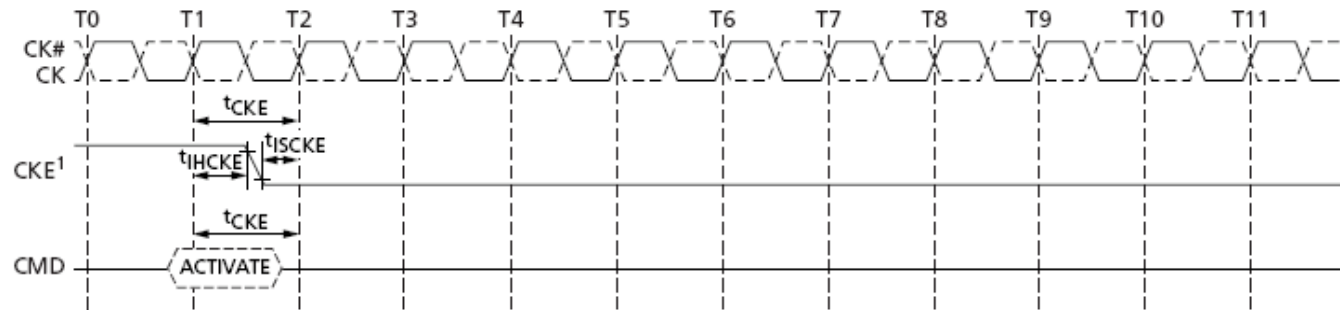 T0 T1 T2 T3 T4 T5 T6 T7 T8 T9 T10 T11
CK#
CK
tCKE
tISCKE
tIHCKE
CKE1
tCKE
CMD ACTIVATE